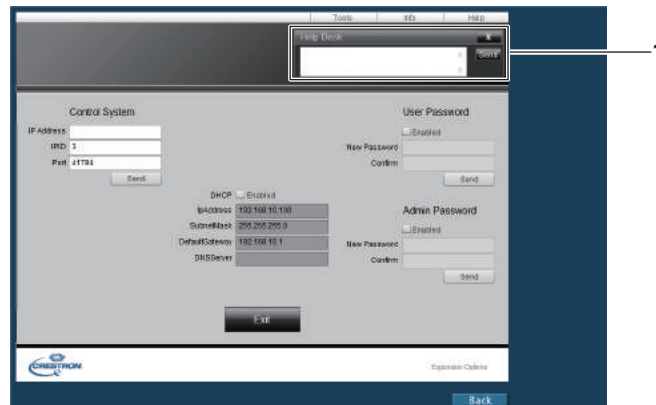 Tools Info Help
Help Desk X
Send
Control System
IP Address
IPID 3
Port 41794
Send
User Password
Enabled
New Password
Confirm
Send
DHCP Enabled
IpAddress 192.168.10.100
SubnetMask 255.255.255.0
DefaultGateway 192.168.10.1
DNSServer
Admin Password
Enabled
New Password
Confirm
Send
Exit
CRESTRON
Expansion Options
Back